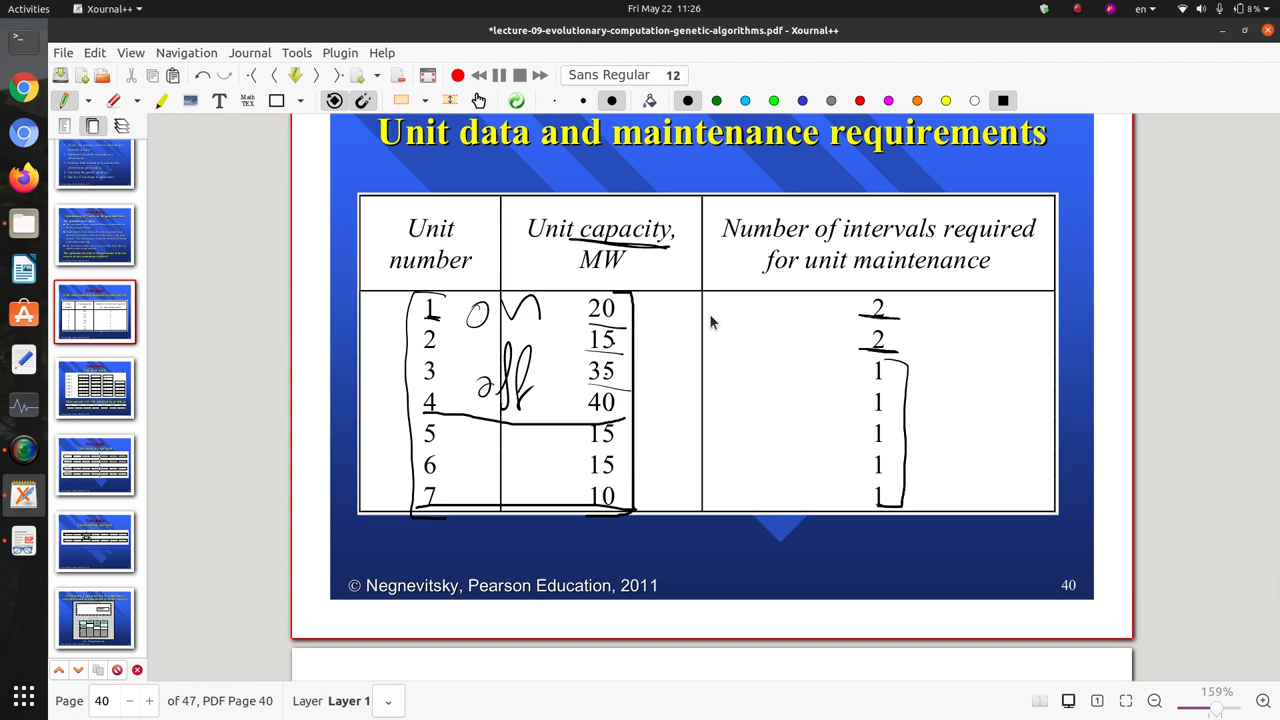 Activities Xournal++ Fri May 22 11:26 en 8 %
*lecture-09-evolutionary-computation-genetic-algorithms.pdf - Xournal++
File Edit View Navigation Journal Tools Plugin Help
Sans Regular 12
Unit data and maintenance requirements
Unit number
Unit capacity, MW
Number of intervals required for unit maintenance
1 on 20 2
2 15 2
3 35 1
4 off 40 1
5 15 1
6 15 1
7 10 1
© Negnevitsky, Pearson Education, 2011 40
159%
Page 40 of 47, PDF Page 40 Layer Layer 1